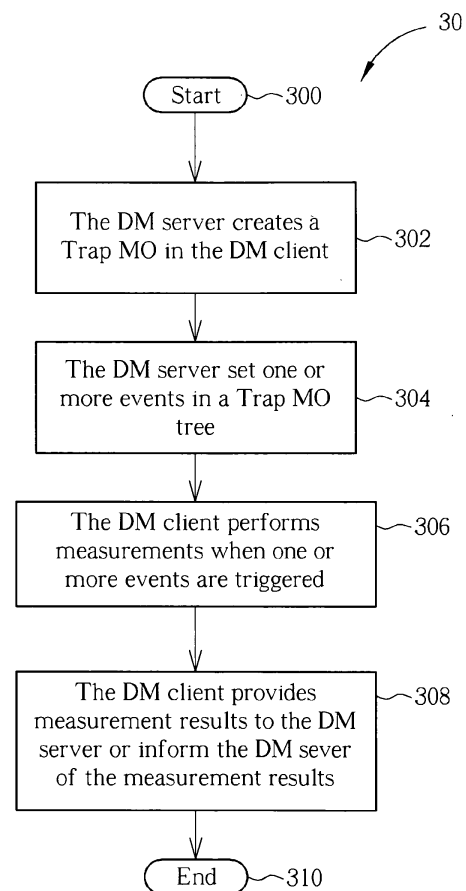 30
Start
300
The DM server creates a
Trap MO in the DM client
302
The DM server set one or
more events in a Trap MO
tree
304
The DM client performs
measurements when one or
more events are triggered
306
The DM client provides
measurement results to the DM
server or inform the DM sever
of the measurement results
308
End
310